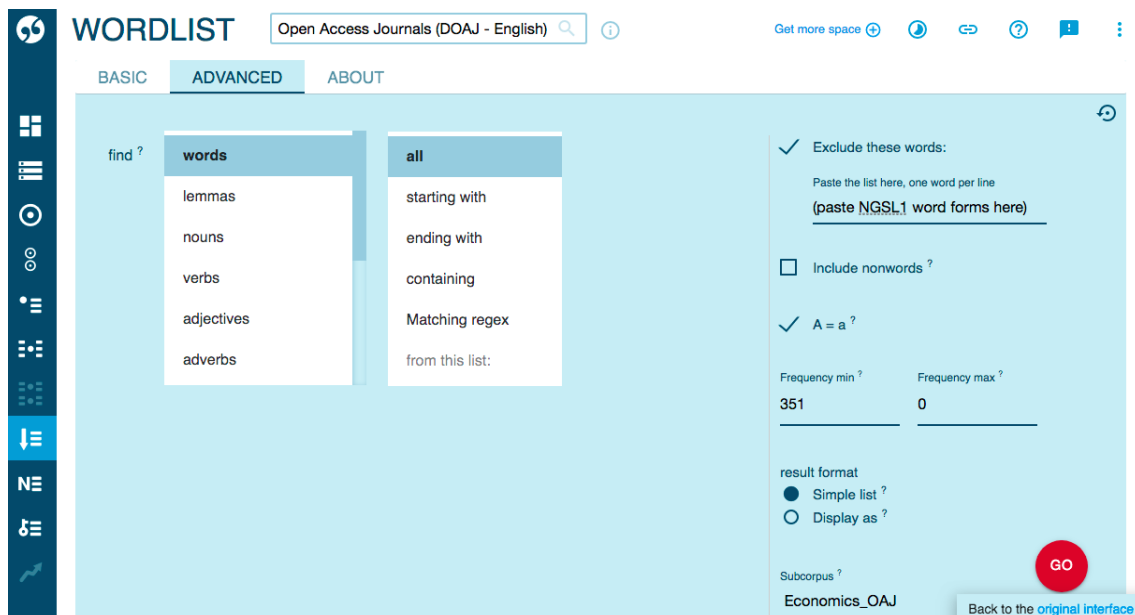 WORDLIST
Open Access Journals (DOAJ - English)
Get more space
BASIC
ADVANCED
ABOUT
find ?
words
lemmas
nouns
verbs
adjectives
adverbs
all
starting with
ending with
containing
Matching regex
from this list:
Exclude these words:
Paste the list here, one word per line
(paste NGSL1 word forms here)
Include nonwords ?
A = a ?
Frequency min ?
351
Frequency max ?
0
result format
Simple list ?
Display as ?
Subcorpus ?
Economics_OAJ
GO
Back to the original interface